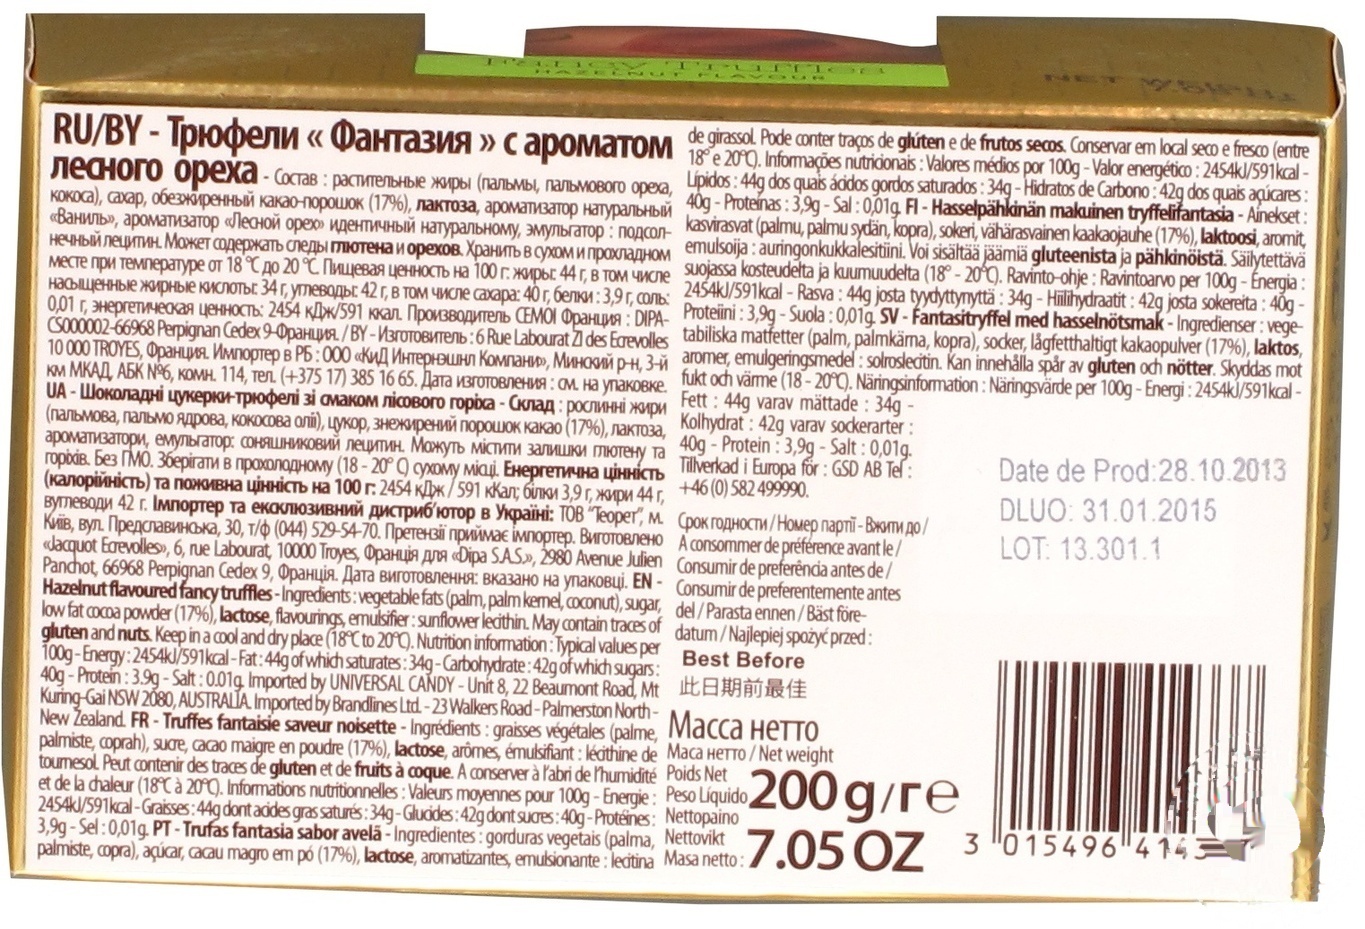 Fancy Truffles
HAZELNUT FLAVOUR
NET WEIGHT
RU/BY - Трюфели « Фантазия » с ароматом
лесного ореха - Состав : растительные жиры (пальмы, пальмового ореха,
кокоса), сахар, обезжиренный какао-порошок (17%), лактоза, ароматизатор натуральный
«Ваниль», ароматизатор «Лесной орех» идентичный натуральному, эмульгатор : подсол-
нечный лецитин. Может содержать следы глютена и орехов. Хранить в сухом и прохладном
месте при температуре от 18 °C до 20 °C. Пищевая ценность на 100 г: жиры: 44 г, в том числе
насыщенные жирные кислоты: 34 г, углеводы: 42 г, в том числе сахара: 40 г, белки : 3,9 г, соль:
0,01 г, энергетическая ценность: 2454 кДж/591 ккал. Производитель CEMOI Франция : DIPA-
CS000002-66968 Perpignan Cedex 9-Франция. / BY - Изготовитель : 6 Rue Labourat ZI des Ecrevolles
10 000 TROYES, Франция. Импортер в РБ : ООО «КиД Интернэшнл Компани», Минский р-н, 3-й
км МКАД, АБК №6, комн. 114, тел. (+375 17) 385 16 65. Дата изготовления : см. на упаковке.
UA - Шоколадні цукерки-трюфелі зі смаком лісового горіха - Склад : рослинні жири
(пальмова, пальмо ядрова, кокосова олії), цукор, знежирений порошок какао (17%), лактоза,
ароматизатори, емульгатор: соняшниковий лецитин. Можуть містити залишки глютену та
горіхів. Без ГМО. Зберігати в прохолодному (18 - 20° C) сухому місці. Енергетична цінність
(калорійність) та поживна цінність на 100 г: 2454 кДж / 591 кКал; білки 3,9 г, жири 44 г,
вуглеводи 42 г. Імпортер та ексклюзивний дистриб'ютор в Україні: ТОВ "Теорет", м.
Київ, вул. Предславинська, 30, т/ф (044) 529-54-70. Претензії приймає імпортер. Виготовлено
«Jacquot Ecrevolles», 6, rue Labourat, 10000 Troyes, Франція для «Dipa S.A.S.», 2980 Avenue Julien
Panchot, 66968 Perpignan Cedex 9, Франція. Дата виготовлення: вказано на упаковці. EN -
Hazelnut flavoured fancy truffles - Ingredients : vegetable fats (palm, palm kernel, coconut), sugar,
low fat cocoa powder (17%), lactose, flavourings, emulsifier : sunflower lecithin. May contain traces of
gluten and nuts. Keep in a cool and dry place (18°C to 20°C). Nutrition information : Typical values per
100g - Energy : 2454kJ/591kcal - Fat : 44g of which saturates : 34g - Carbohydrate : 42g of which sugars :
40g - Protein : 3.9g - Salt : 0.01g. Imported by UNIVERSAL CANDY - Unit 8, 22 Beaumont Road, Mt
Kuring-Gai NSW 2080, AUSTRALIA. Imported by Brandlines Ltd. - 23 Walkers Road - Palmerston North -
New Zealand. FR - Truffes fantaisie saveur noisette - Ingrédients : graisses végétales (palme,
palmiste, coprah), sucre, cacao maigre en poudre (17%), lactose, arômes, émulsifiant : lécithine de
tournesol. Peut contenir des traces de gluten et de fruits à coque. A conserver à l'abri de l'humidité
et de la chaleur (18°C à 20°C). Informations nutritionnelles : Valeurs moyennes pour 100g - Energie :
2454kJ/591kcal - Graisses : 44g dont acides gras saturés : 34g - Glucides : 42g dont sucres : 40g - Protéines :
3,9g - Sel : 0,01g. PT - Trufas fantasia sabor avelã - Ingredientes : gorduras vegetais (palma,
palmiste, copra), açúcar, cacau magro em pó (17%), lactose, aromatizantes, emulsionante : lecitina
de girassol. Pode conter traços de glúten e de frutos secos. Conservar em local seco e fresco (entre
18° e 20°C). Informações nutricionais : Valores médios por 100g - Valor energético : 2454kJ/591kcal -
Lípidos : 44g dos quais ácidos gordos saturados : 34g - Hidratos de Carbono : 42g dos quais açúcares :
40g - Proteínas : 3,9g - Sal : 0,01g. FI - Hasselpähkinän makuinen tryffelifantasia - Ainekset :
kasvirasvat (palmu, palmu sydän, kopra), sokeri, vähärasvainen kaakaojauhe (17%), laktoosi, aromit,
emulsoija : auringonkukkalesitiini. Voi sisältää jäämiä gluteenista ja pähkinöistä. Säilytettävä
suojassa kosteudelta ja kuumuudelta (18° - 20°C). Ravinto-ohje : Ravintoarvo per 100g - Energia :
2454kJ/591kcal - Rasva : 44g josta tyydyttynyttä : 34g - Hiilihydraatit : 42g josta sokereita : 40g -
Proteiini : 3,9g - Suola : 0,01g. SV - Fantasitryffel med hasselnötsmak - Ingredienser : vege-
tabiliska matfetter (palm, palmkärna, kopra), socker, lågfetthaltigt kakaopulver (17%), laktos,
aromer, emulgeringsmedel : solroslecitin. Kan innehålla spår av gluten och nötter. Skyddas mot
fukt och värme (18 - 20°C). Näringsinformation : Näringsvärde per 100g - Energi : 2454kJ/591kcal -
Fett : 44g varav mättade : 34g -
Kolhydrat : 42g varav sockerarter :
40g - Protein : 3,9g - Salt : 0,01g.
Tillverkad i Europa för : GSD AB Tel :
+46 (0) 582 499990.
Date de Prod:28.10.2013
DLUO: 31.01.2015
LOT: 13.301.1
Срок годности / Номер партії - Вжити до /
A consommer de préférence avant le /
Consumir de preferência antes de /
Consumir de preferentemente antes
del / Parasta ennen / Bäst före-
datum / Najlepiej spożyć przed :
Best Before
此日期前最佳
Масса нетто
Маса нетто / Net weight
Poids Net
Peso Líquido
Nettopaino
Nettovikt
Masa netto :
200 g/г e
7.05 OZ
3 015496 414